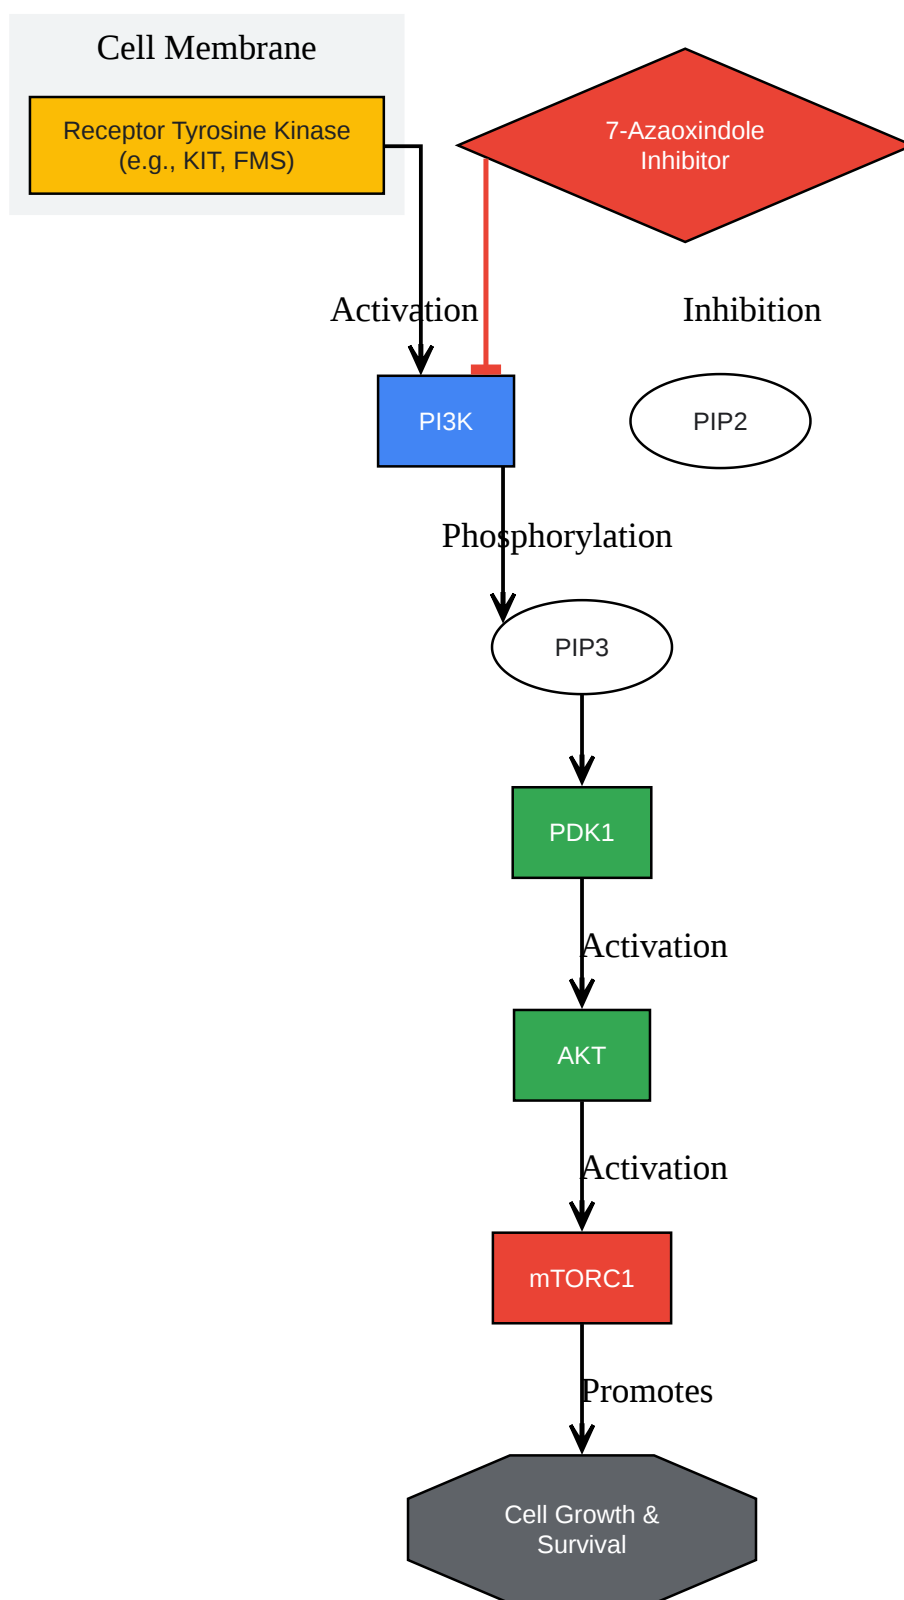 Cell Membrane
Receptor Tyrosine Kinase
(e.g., KIT, FMS)
7-Azaoxindole
Inhibitor
Activation
Inhibition
PI3K
PIP2
Phosphorylation
PIP3
PDK1
Activation
AKT
Activation
mTORC1
Promotes
Cell Growth &
Survival